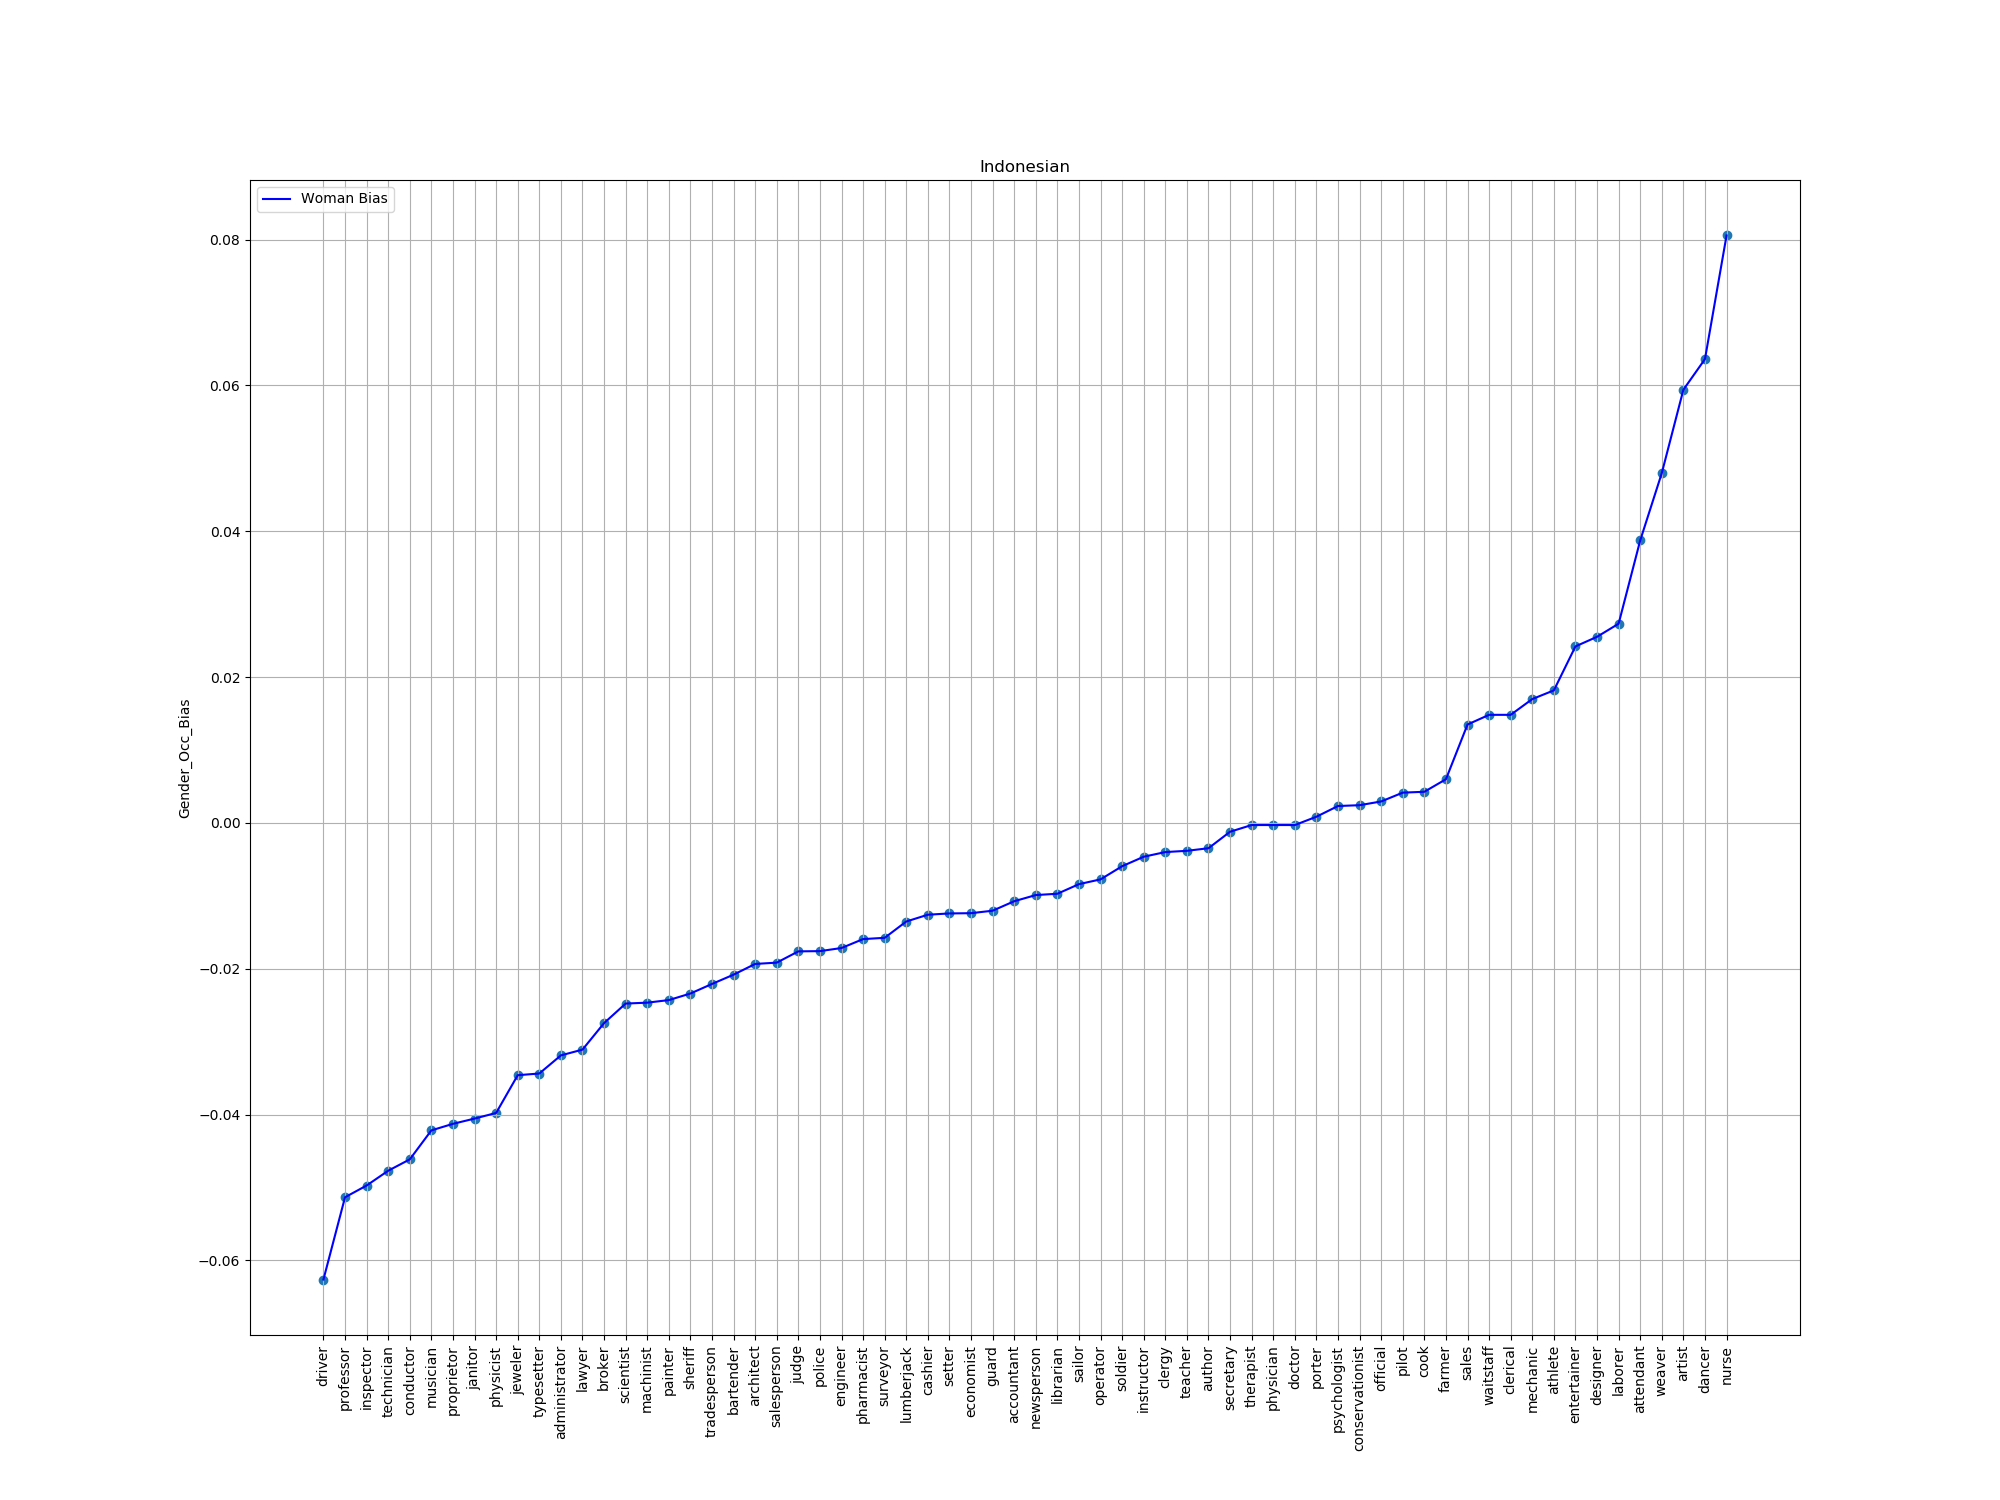 Indonesian
Woman Bias
0.08
0.06
0.04
0.02
0.00
−0.02
−0.04
−0.06
Gender_Occ_Bias
driver
professor
inspector
technician
conductor
musician
proprietor
janitor
physicist
jeweler
typesetter
administrator
lawyer
broker
scientist
machinist
painter
sheriff
tradesperson
bartender
architect
salesperson
judge
police
engineer
pharmacist
surveyor
lumberjack
cashier
setter
economist
guard
accountant
newsperson
librarian
sailor
operator
soldier
instructor
clergy
teacher
author
secretary
therapist
physician
doctor
porter
psychologist
conservationist
official
pilot
cook
farmer
sales
waitstaff
clerical
mechanic
athlete
entertainer
designer
laborer
attendant
weaver
artist
dancer
nurse